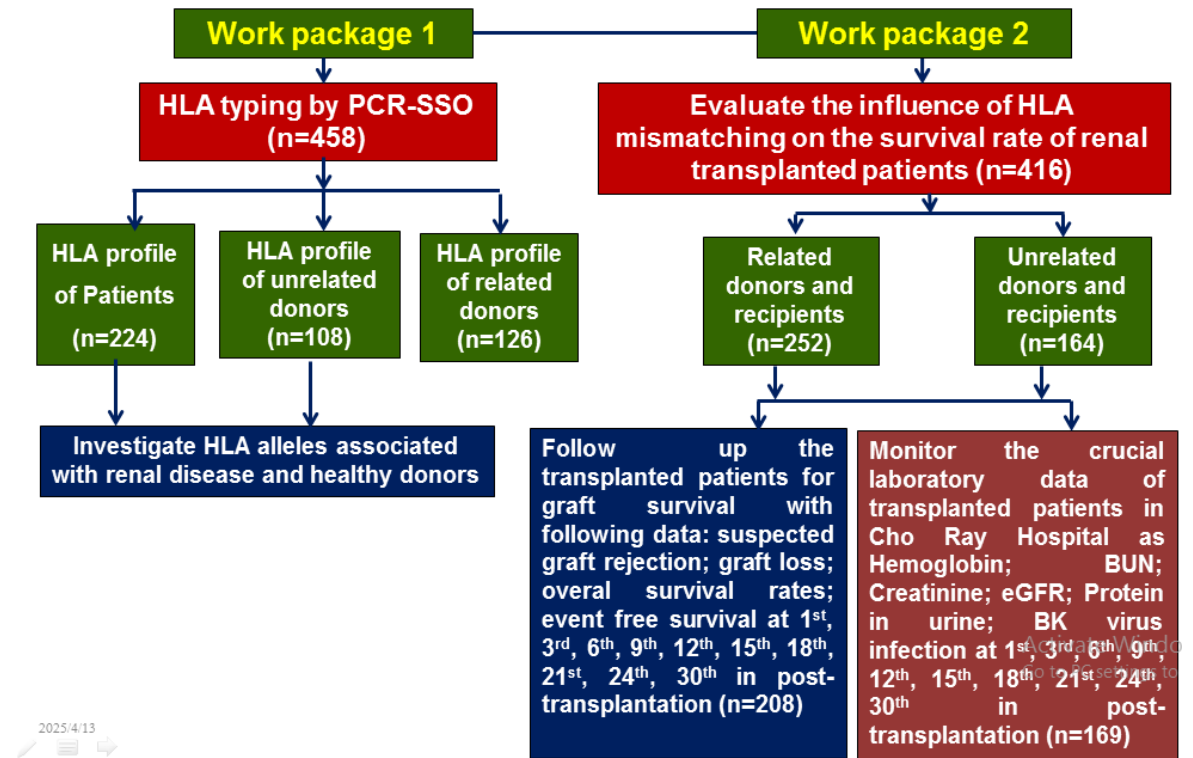 Work package 1
Work package 2
HLA typing by PCR-SSO
(n=458)
Evaluate the influence of HLA
mismatching on the survival rate of renal
transplanted patients (n=416)
HLA profile
of Patients
(n=224)
HLA profile
of unrelated
donors
(n=108)
HLA profile
of related
donors
(n=126)
Related
donors and
recipients
(n=252)
Unrelated
donors and
recipients
(n=164)
Investigate HLA alleles associated
with renal disease and healthy donors
Follow up the
transplanted patients for
graft survival with
following data: suspected
graft rejection; graft loss;
overal survival rates;
event free survival at 1st,
3rd, 6th, 9th, 12th, 15th, 18th,
21st, 24th, 30th in post-
transplantation (n=208)
Monitor the crucial
laboratory data of
transplanted patients in
Cho Ray Hospital as
Hemoglobin; BUN;
Creatinine; eGFR; Protein
in urine; BK virus
infection at 1st, 3rd, 6th, 9th,
12th, 15th, 18th, 21st, 24th,
30th in post-
transplantation (n=169)
Activate Windo
Go to PC settings to
2025/4/13